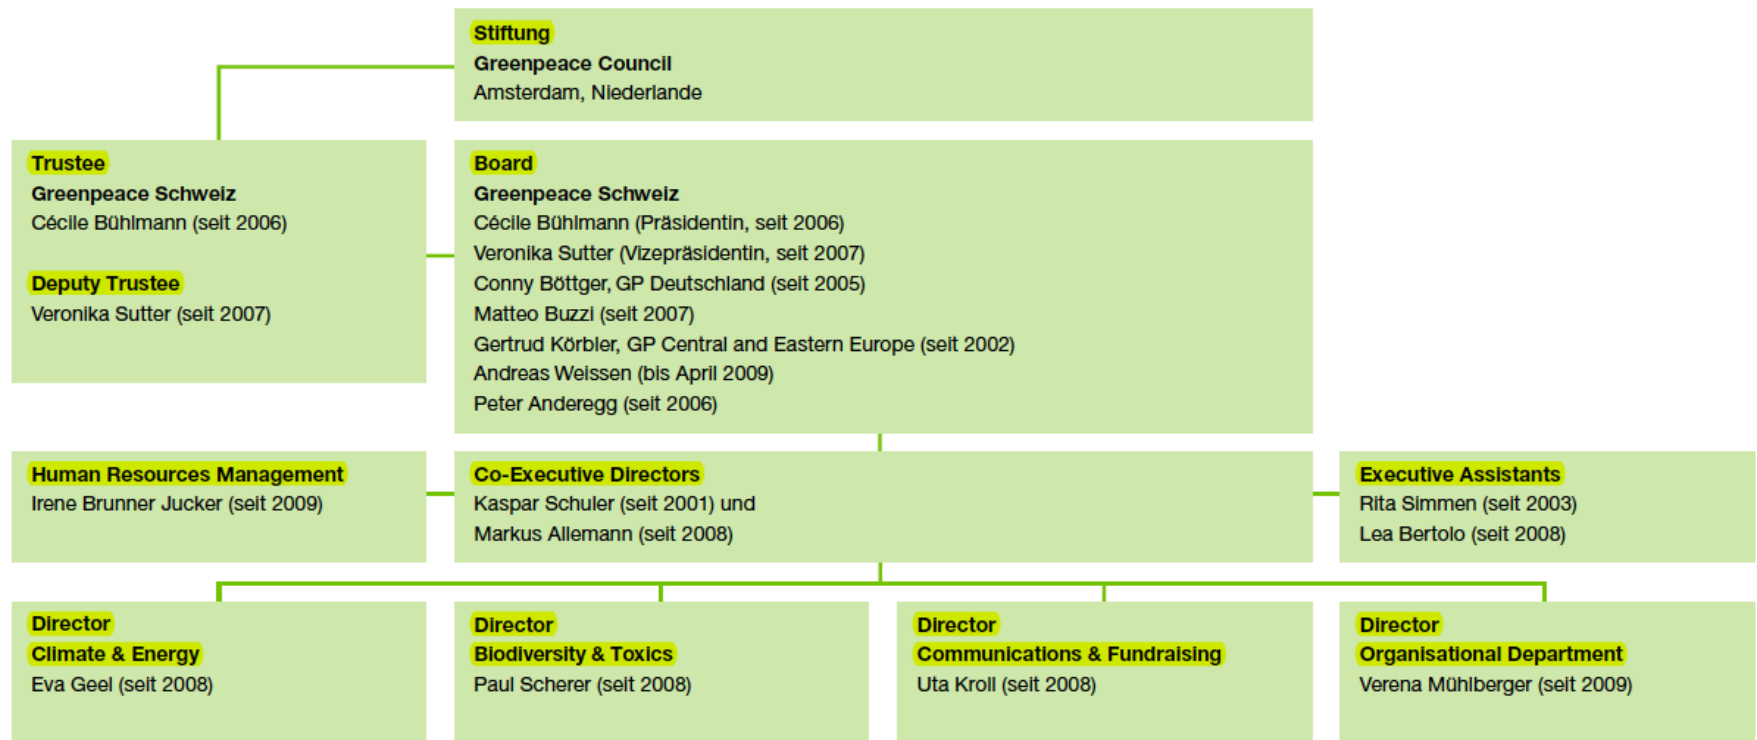 Stiftung
Greenpeace Council
Amsterdam, Niederlande
Trustee
Greenpeace Schweiz
Cécile Bühlmann (seit 2006)
Deputy Trustee
Veronika Sutter (seit 2007)
Board
Greenpeace Schweiz
Cécile Bühlmann (Präsidentin, seit 2006)
Veronika Sutter (Vizepräsidentin, seit 2007)
Conny Böttger, GP Deutschland (seit 2005)
Matteo Buzzi (seit 2007)
Gertrud Körbler, GP Central and Eastern Europe (seit 2002)
Andreas Weissen (bis April 2009)
Peter Anderegg (seit 2006)
Human Resources Management
Irene Brunner Jucker (seit 2009)
Co-Executive Directors
Kaspar Schuler (seit 2001) und
Markus Allemann (seit 2008)
Executive Assistants
Rita Simmen (seit 2003)
Lea Bertolo (seit 2008)
Director
Climate & Energy
Eva Geel (seit 2008)
Director
Biodiversity & Toxics
Paul Scherer (seit 2008)
Director
Communications & Fundraising
Uta Kroll (seit 2008)
Director
Organisational Department
Verena Mühlberger (seit 2009)